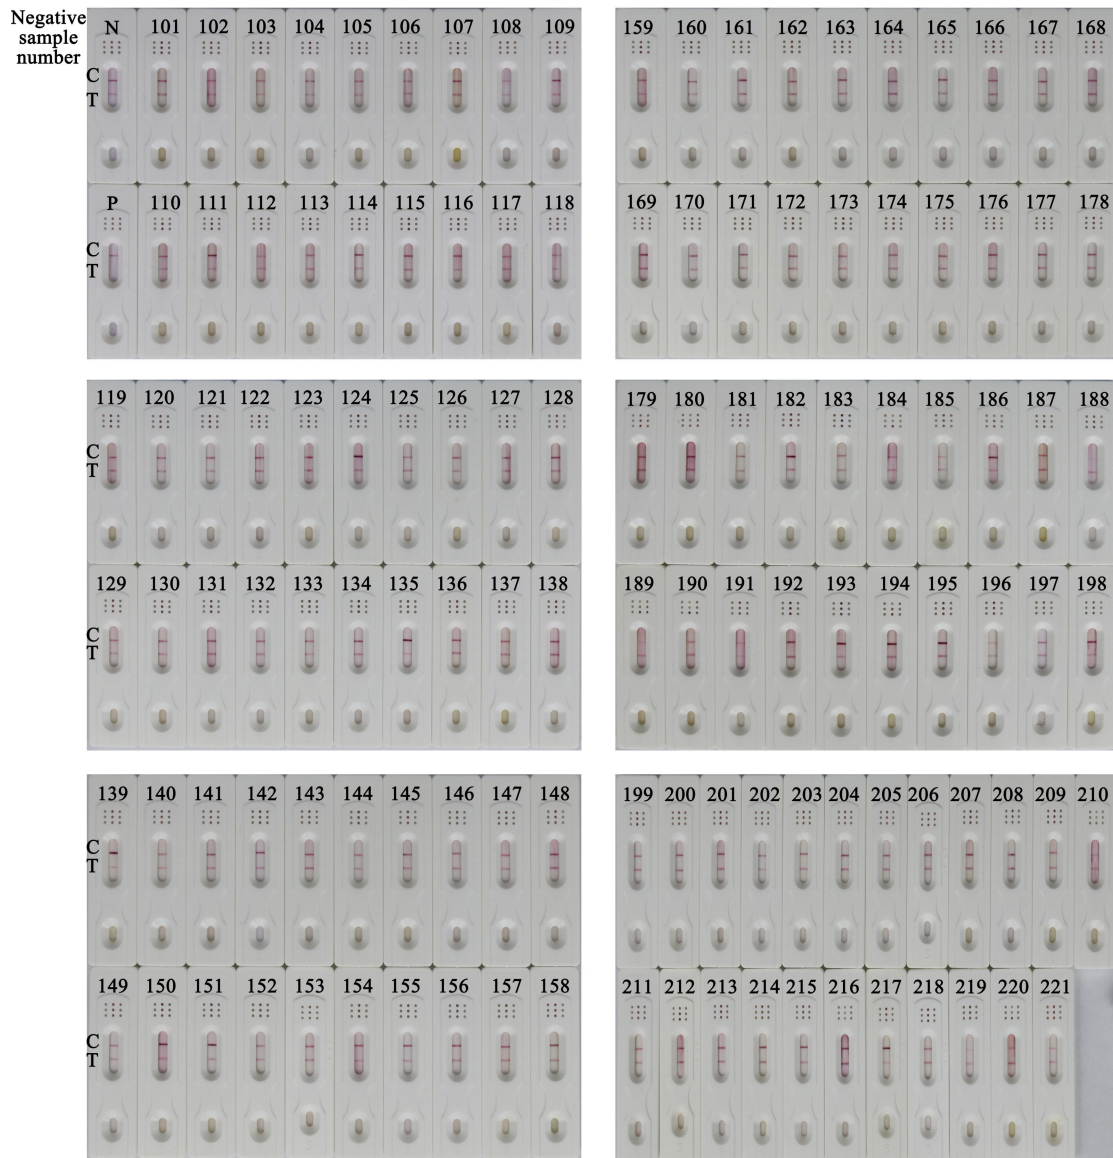 Negative
sample
number
N 101 102 103 104 105 106 107 108 109
C
T
P 110 111 112 113 114 115 116 117 118
C
T
159 160 161 162 163 164 165 166 167 168
169 170 171 172 173 174 175 176 177 178
119 120 121 122 123 124 125 126 127 128
C
T
129 130 131 132 133 134 135 136 137 138
C
T
179 180 181 182 183 184 185 186 187 188
189 190 191 192 193 194 195 196 197 198
139 140 141 142 143 144 145 146 147 148
C
T
149 150 151 152 153 154 155 156 157 158
C
T
199 200 201 202 203 204 205 206 207 208 209 210
211 212 213 214 215 216 217 218 219 220 221